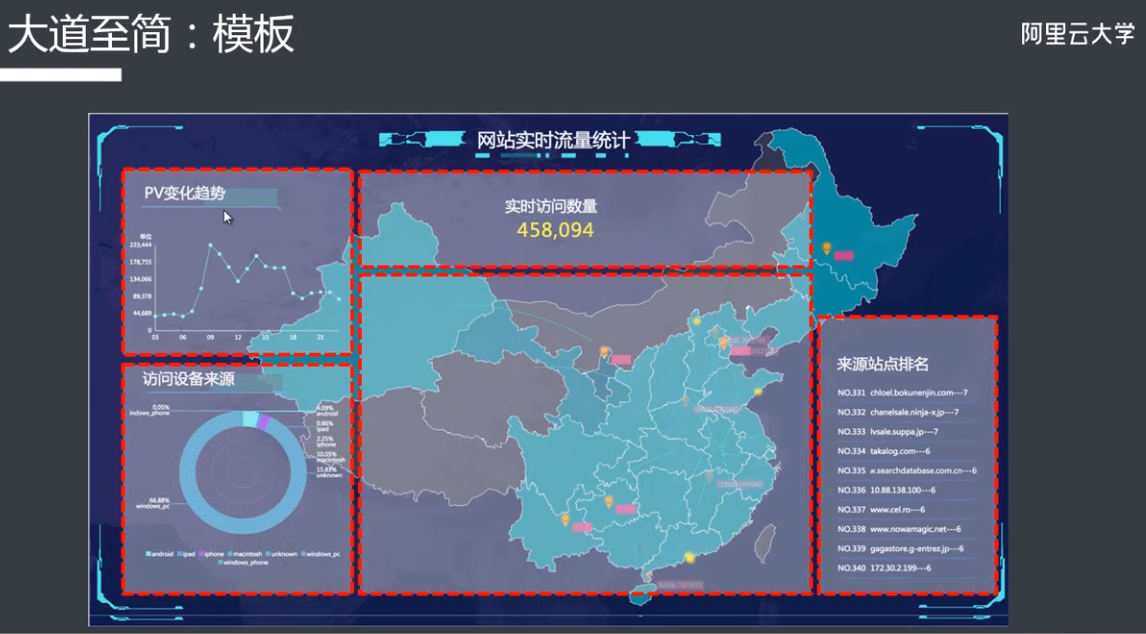 大道至简：模板
阿里云大学
网站实时流量统计
PV变化趋势
单位
223,444
178,755
134,066
89,378
44,689
0
03 06 09 12 15 18 21
实时访问数量
458,094
访问设备来源
0.05%
indows_phone
4.09%
android
0.86%
ipad
2.25%
iphone
10.05%
macintosh
15.83%
unknown
66.88%
windows_pc
android ipad iphone macintosh unknown windows_pc
windows_phone
来源站点排名
NO.331 chloel.bokunenjin.com---7
NO.332 chanelsale.ninja-x.jp---7
NO.333 lvsale.suppa.jp---7
NO.334 takalog.com---6
NO.335 w.searchdatabase.com.cn---6
NO.336 10.88.138.100---6
NO.337 www.cel.ro---6
NO.338 www.nowamagic.net---6
NO.339 gagastore.g-entrez.jp---6
NO.340 172.30.2.199---6